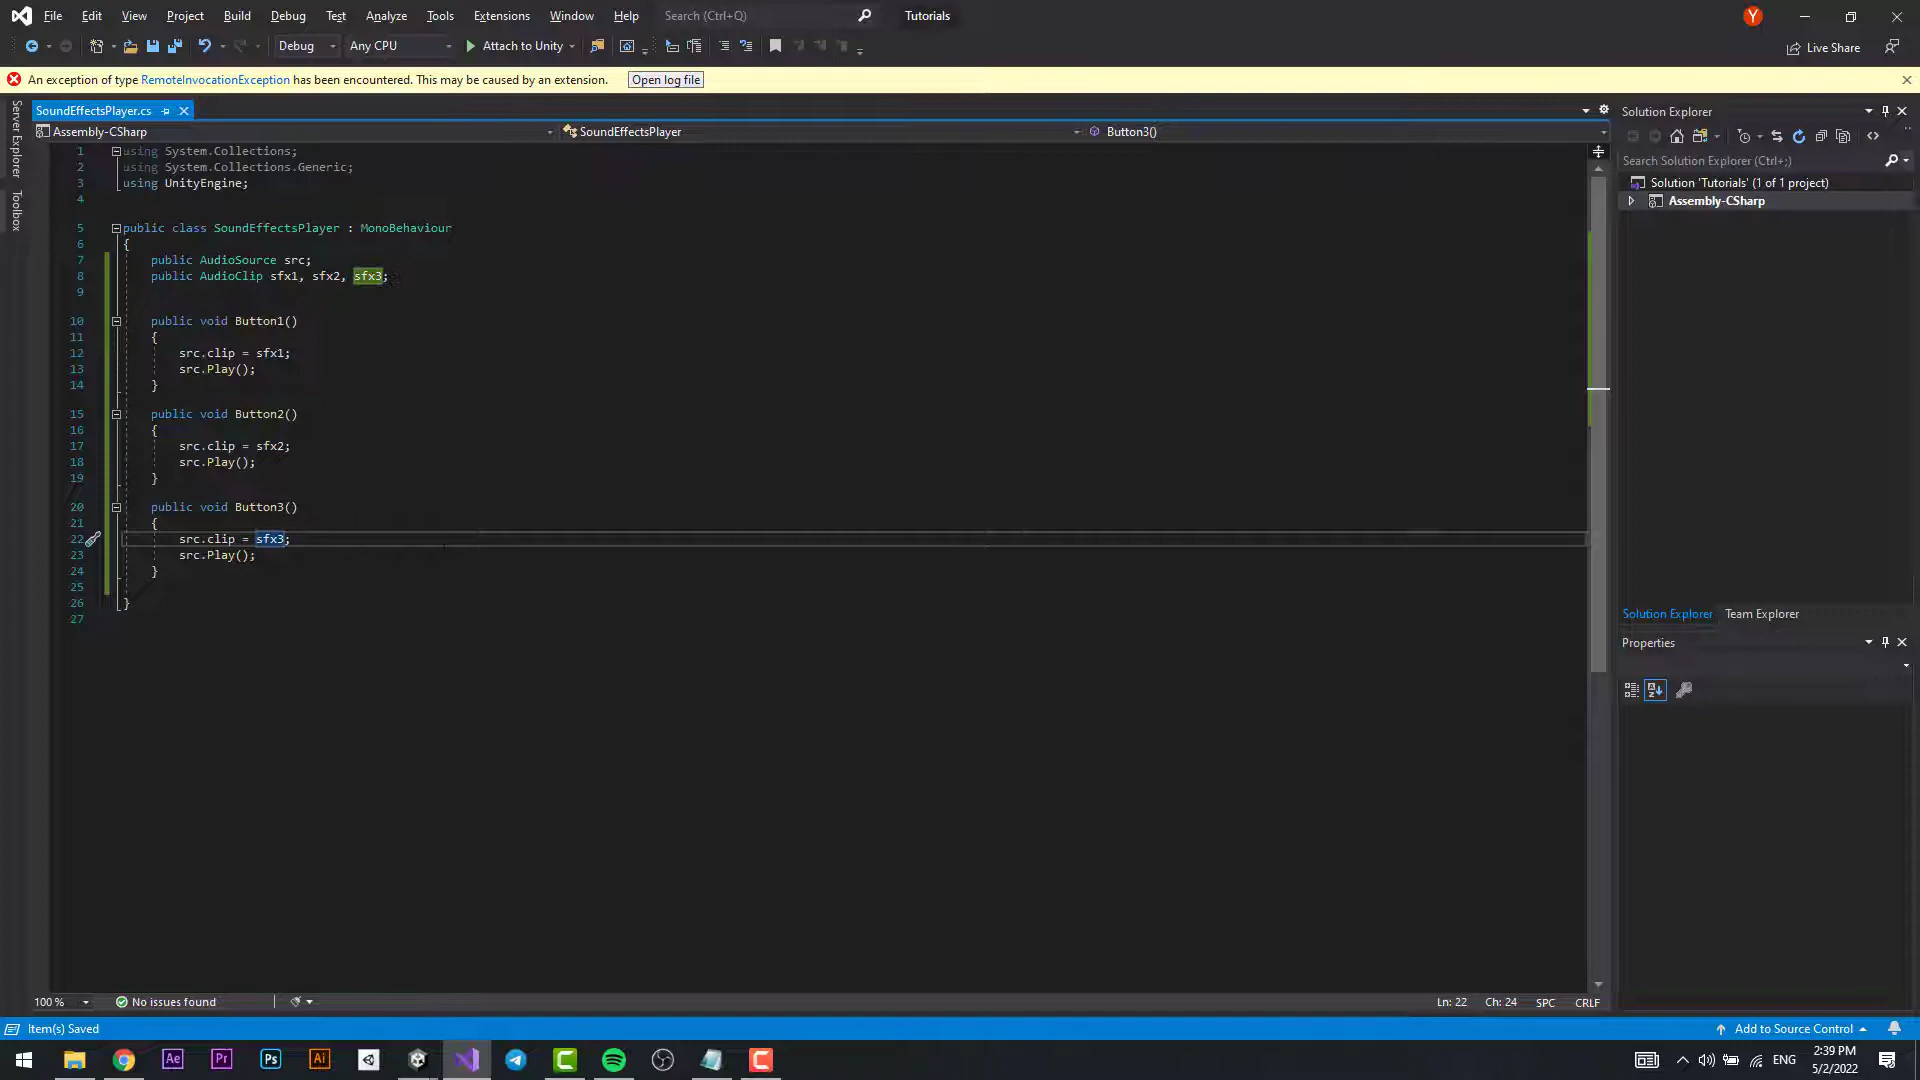 File Edit View Project Build Debug Test Analyze Tools Extensions Window Help Search (Ctrl+Q) Tutorials Y
Debug Any CPU Attach to Unity Live Share
An exception of type RemoteInvocationException has been encountered. This may be caused by an extension. Open log file
SoundEffectsPlayer.cs
Assembly-CSharp SoundEffectsPlayer Button3()
Server Explorer
Toolbox
1 using System.Collections;
2 using System.Collections.Generic;
3 using UnityEngine;
4
5 public class SoundEffectsPlayer : MonoBehaviour
6 {
7 public AudioSource src;
8 public AudioClip sfx1, sfx2, sfx3;
9
10 public void Button1()
11 {
12 src.clip = sfx1;
13 src.Play();
14 }
15 public void Button2()
16 {
17 src.clip = sfx2;
18 src.Play();
19 }
20 public void Button3()
21 {
22 src.clip = sfx3;
23 src.Play();
24 }
25
26 }
27
Solution Explorer
Search Solution Explorer (Ctrl+;)
Solution 'Tutorials' (1 of 1 project)
Assembly-CSharp
Solution Explorer Team Explorer
Properties
100 % No issues found Ln: 22 Ch: 24 SPC CRLF
Item(s) Saved Add to Source Control
Ae Pr Ps Ai ENG 2:39 PM
5/2/2022